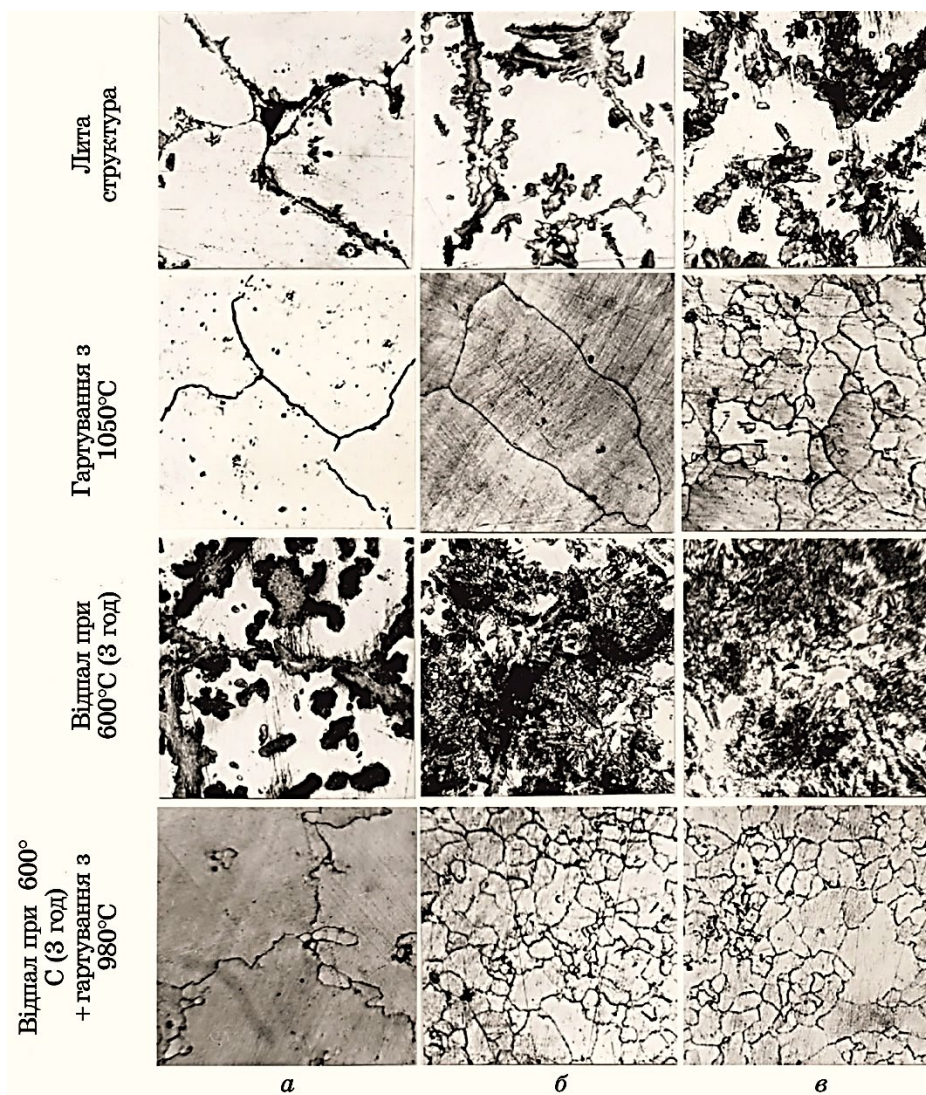 Лита
структура
Гартування з
1050°С
Відпал при
600°С (3 год)
Відпал при 600°
С (3 год)
+ гартування з
980°С
а
б
в